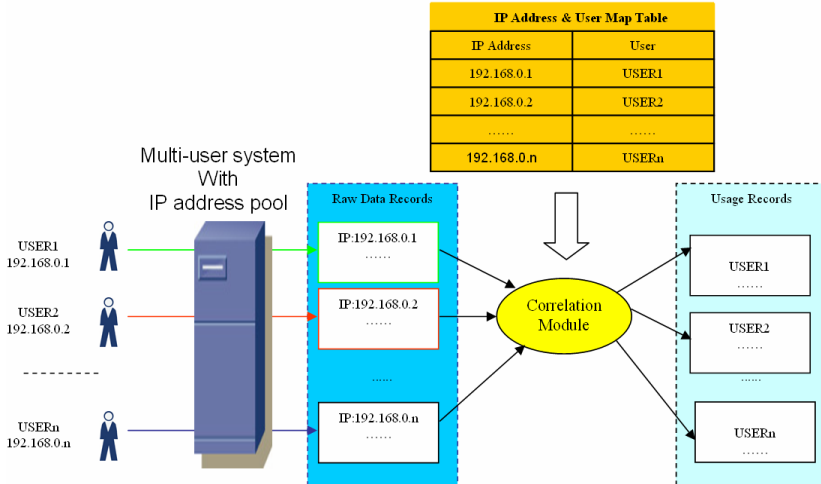 IP Address & User Map Table
IP Address User
192.168.0.1 USER1
192.168.0.2 USER2
...... ......
192.168.0.n USERn
Multi-user system
With
IP address pool
Raw Data Records
Usage Records
USER1
192.168.0.1
IP:192.168.0.1
......
USER1
......
USER2
192.168.0.2
IP:192.168.0.2
......
Correlation
Module
USER2
......
......
......
USERn
192.168.0.n
IP:192.168.0.n
......
USERn
......